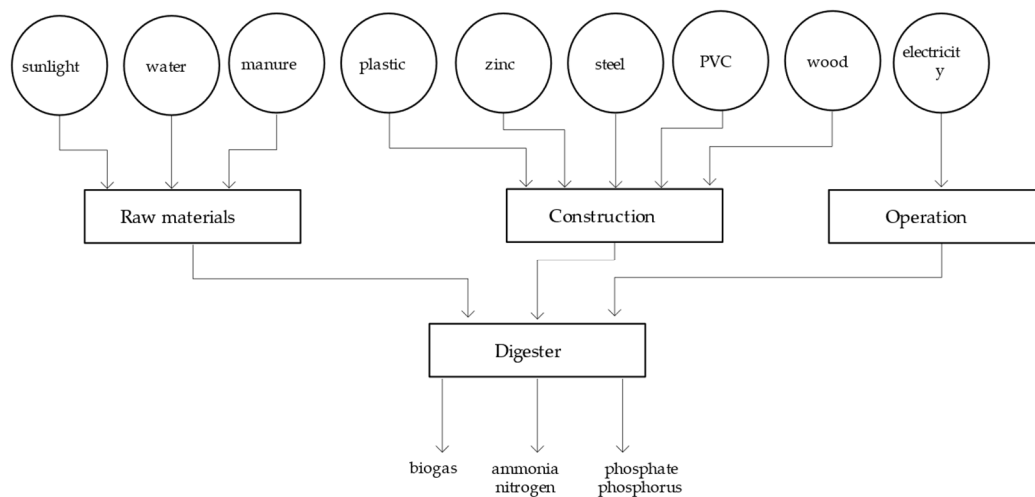 sunlight
water
manure
plastic
zinc
steel
PVC
wood
electricit
y
Raw materials
Construction
Operation
Digester
biogas
ammonia
nitrogen
phosphate
phosphorus